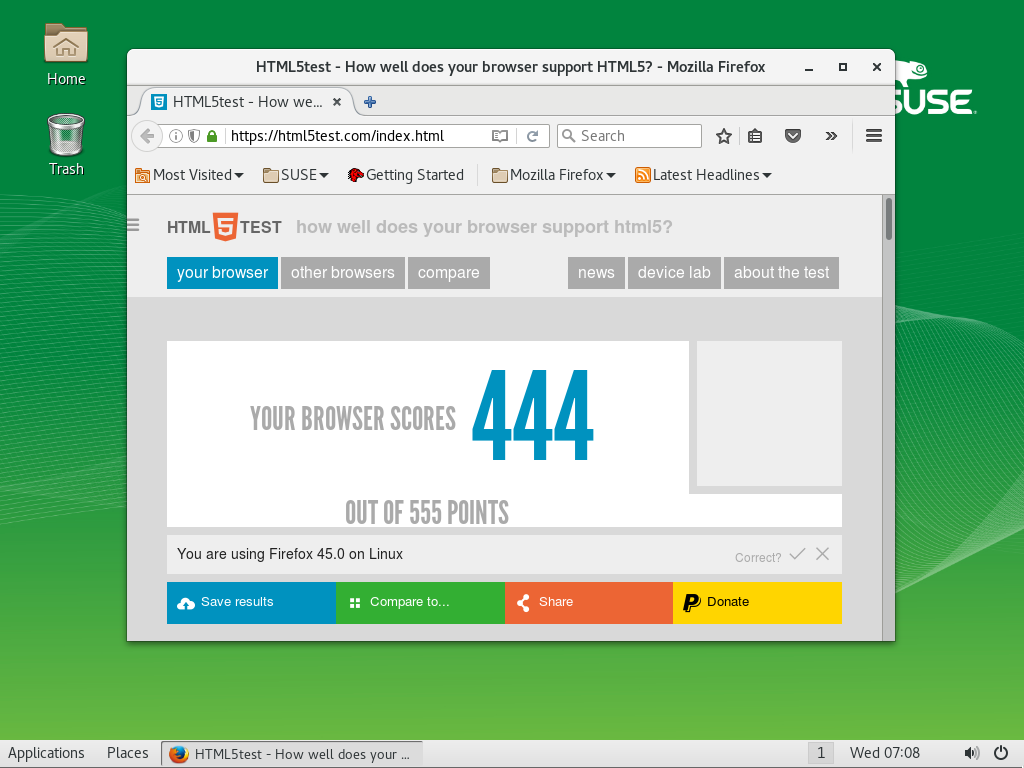 Home
Trash
SUSE
HTML5test - How well does your browser support HTML5? - Mozilla Firefox
HTML5test - How we...
https://html5test.com/index.html
Search
Most Visited
SUSE
Getting Started
Mozilla Firefox
Latest Headlines
HTML 5 TEST how well does your browser support html5?
your browser
other browsers
compare
news
device lab
about the test
YOUR BROWSER SCORES 444
OUT OF 555 POINTS
You are using Firefox 45.0 on Linux
Correct?
Save results
Compare to...
Share
Donate
Applications
Places
HTML5test - How well does your ...
1
Wed 07:08